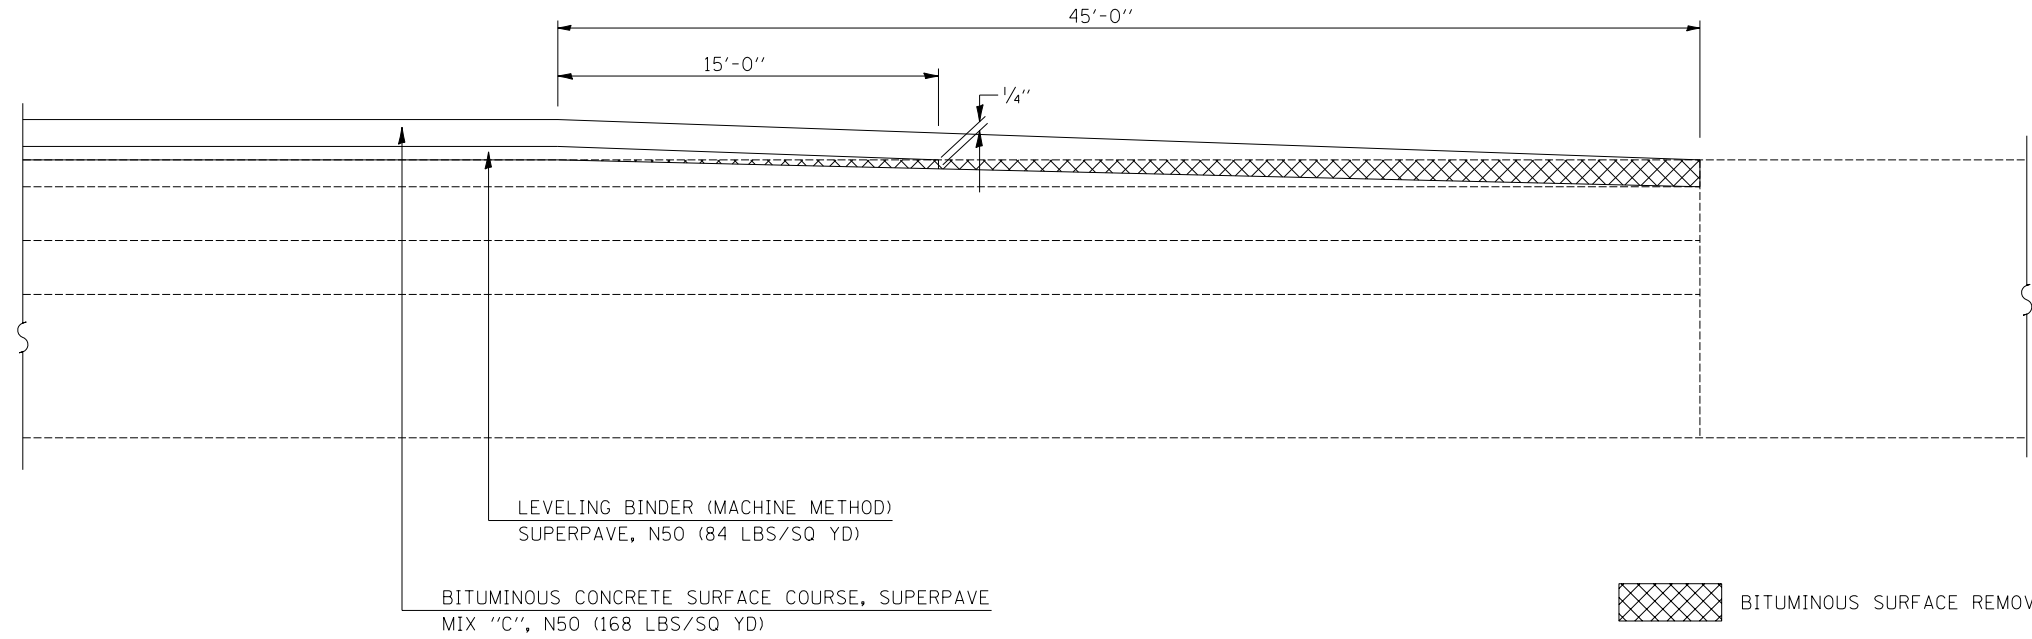 45'-0"
15'-0"
1/4"
LEVELING BINDER (MACHINE METHOD)
SUPERPAVE, N50 (84 LBS/SQ YD)
BITUMINOUS CONCRETE SURFACE COURSE, SUPERPAVE
MIX "C", N50 (168 LBS/SQ YD)
BITUMINOUS SURFACE REMOV